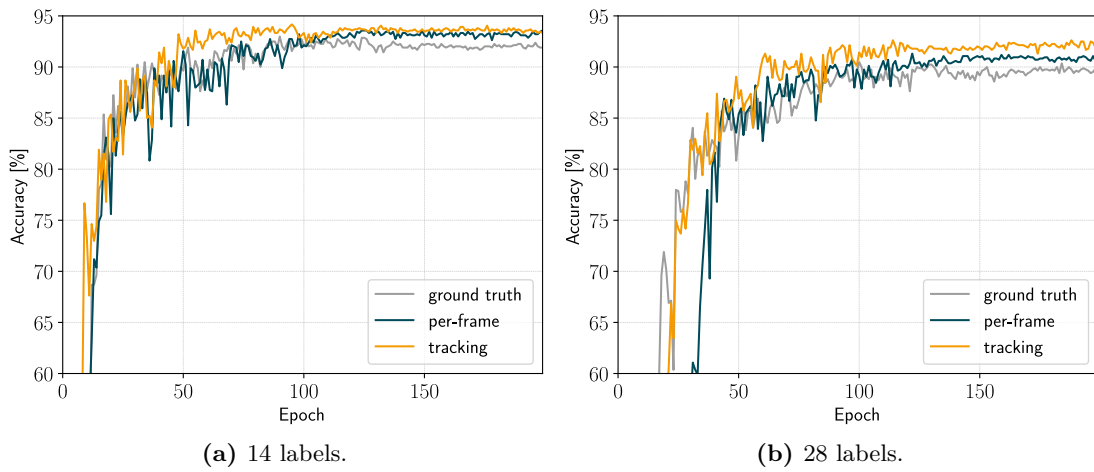 95
90
85
80
75
70
65
60
Accuracy [%]
0 50 100 150
Epoch
ground truth
per-frame
tracking
(a) 14 labels.
95
90
85
80
75
70
65
60
Accuracy [%]
0 50 100 150
Epoch
ground truth
per-frame
tracking
(b) 28 labels.